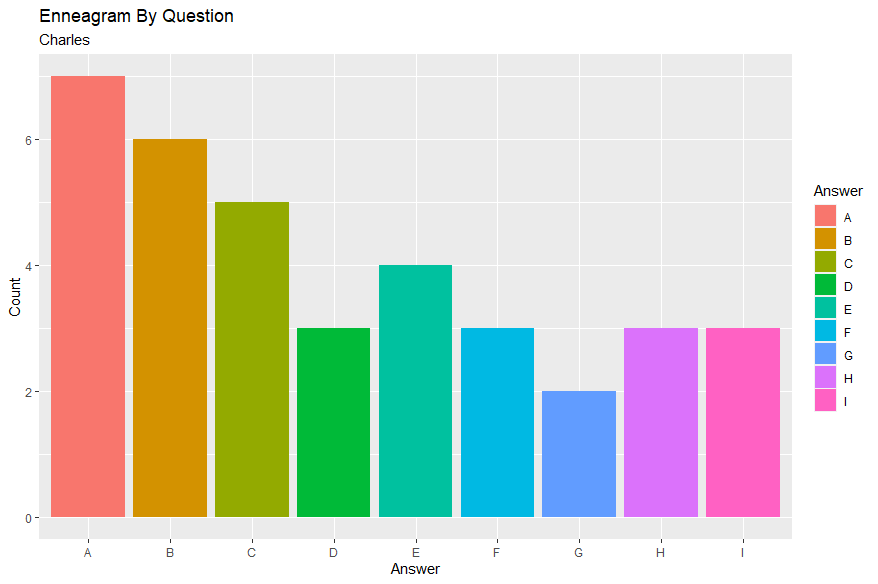 Enneagram By Question
Charles
Count
6
4
2
0
A B C D E F G H I
Answer
Answer
A
B
C
D
E
F
G
H
I